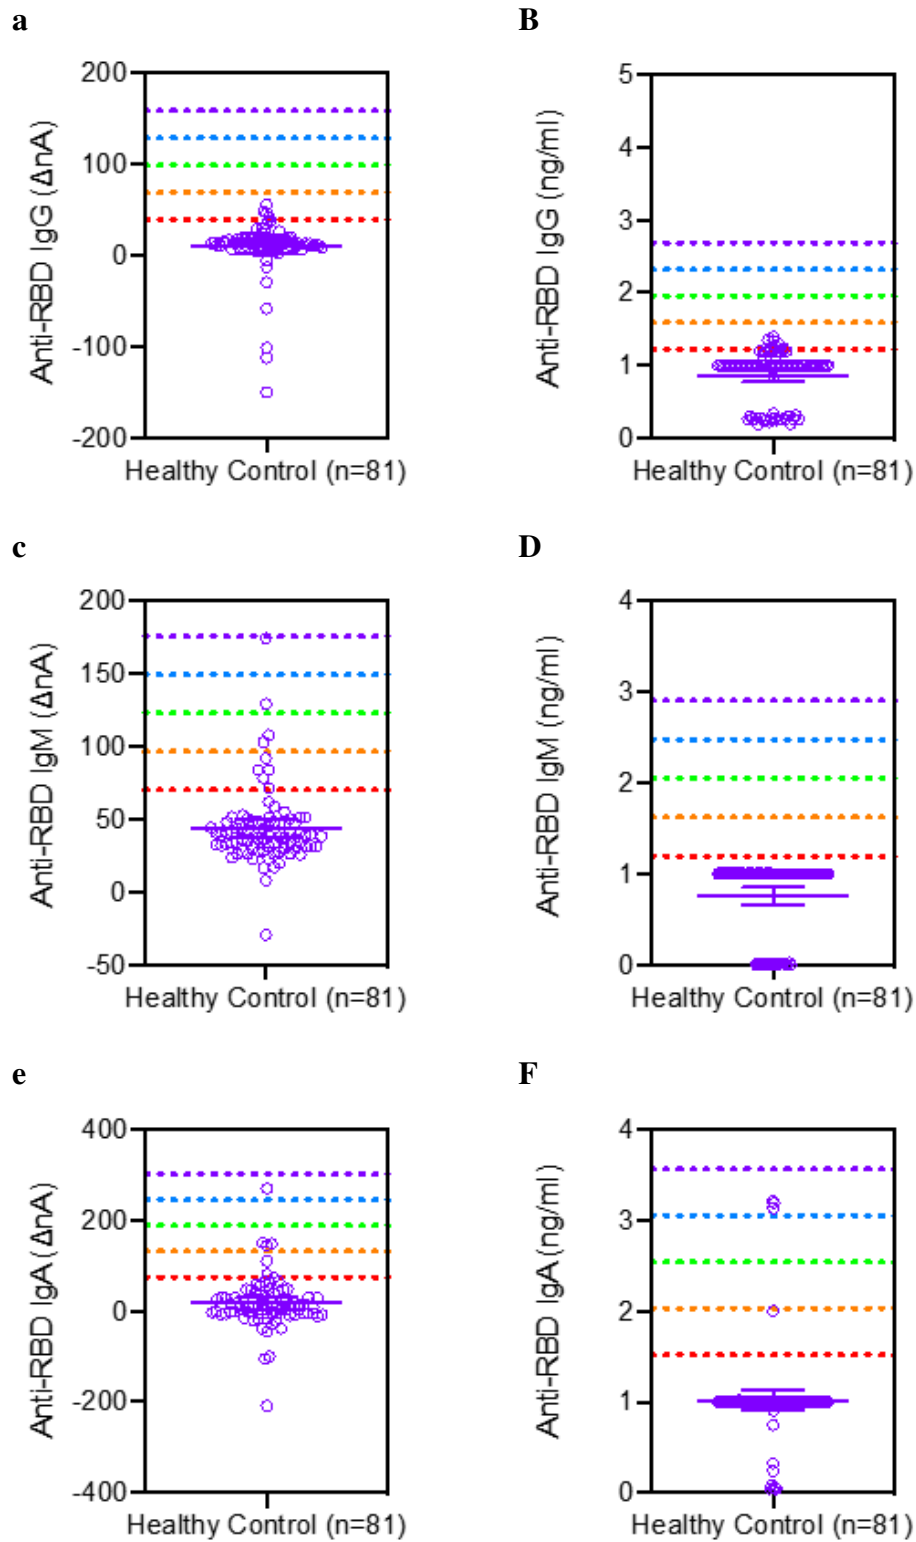 a
200
100
0
-100
-200
Anti-RBD IgG (ΔnA)
Healthy Control (n=81)
B
5
4
3
2
1
0
Anti-RBD IgG (ng/ml)
Healthy Control (n=81)
c
200
150
100
50
0
-50
Anti-RBD IgM (ΔnA)
Healthy Control (n=81)
D
4
3
2
1
0
Anti-RBD IgM (ng/ml)
Healthy Control (n=81)
e
400
200
0
-200
-400
Anti-RBD IgA (ΔnA)
Healthy Control (n=81)
F
4
3
2
1
0
Anti-RBD IgA (ng/ml)
Healthy Control (n=81)